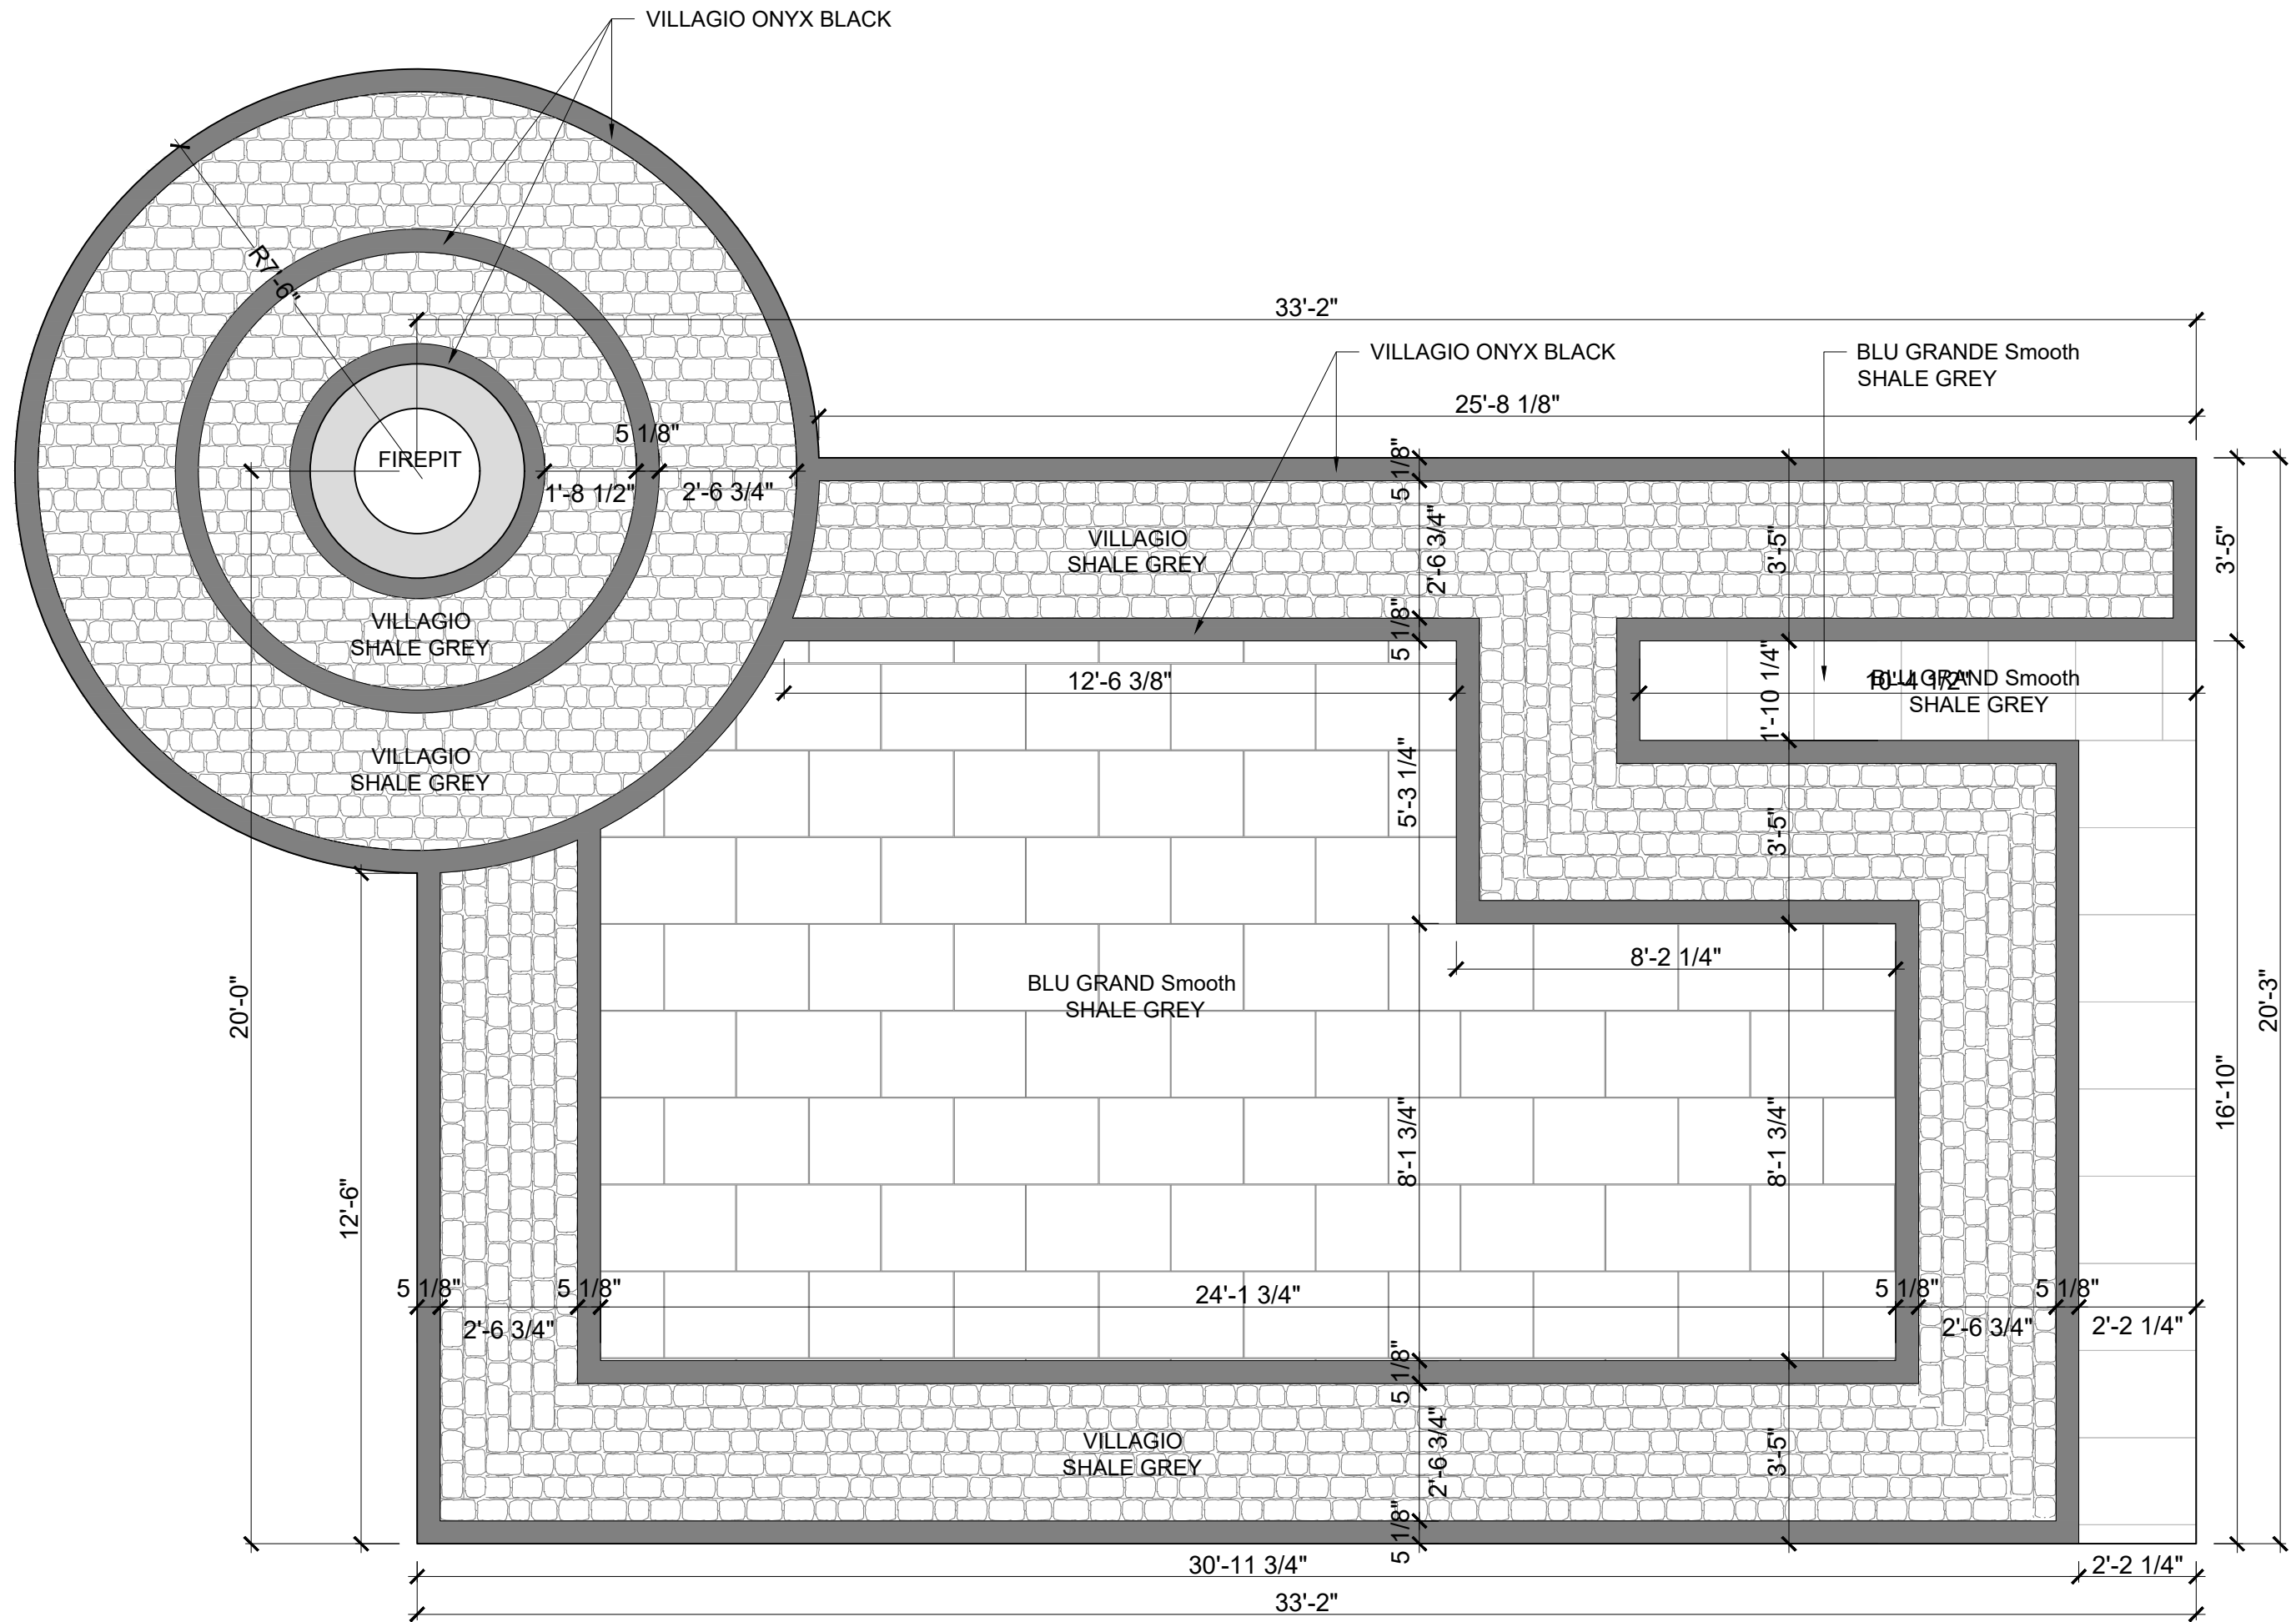 VILLAGIO ONYX BLACK
R7'-6"
33'-2"
VILLAGIO ONYX BLACK
BLU GRANDE Smooth
SHALE GREY
25'-8 1/8"
5 1/8"
FIREPIT
1'-8 1/2"
2'-6 3/4"
5 1/8"
2'-6 3/4"
5 1/8"
3'-5"
3'-5"
VILLAGIO
SHALE GREY
VILLAGIO
SHALE GREY
12'-6 3/8"
1'-10 1/4"
10'-4 1/2"
BLU GRAND Smooth
SHALE GREY
VILLAGIO
SHALE GREY
5'-3 1/4"
3'-5"
8'-2 1/4"
BLU GRAND Smooth
SHALE GREY
20'-0"
20'-3"
16'-10"
12'-6"
8'-1 3/4"
8'-1 3/4"
5 1/8"
5 1/8"
24'-1 3/4"
5 1/8"
5 1/8"
2'-6 3/4"
2'-6 3/4"
2'-2 1/4"
5 1/8"
VILLAGIO
SHALE GREY
2'-6 3/4"
3'-5"
5 1/8"
30'-11 3/4"
2'-2 1/4"
33'-2"